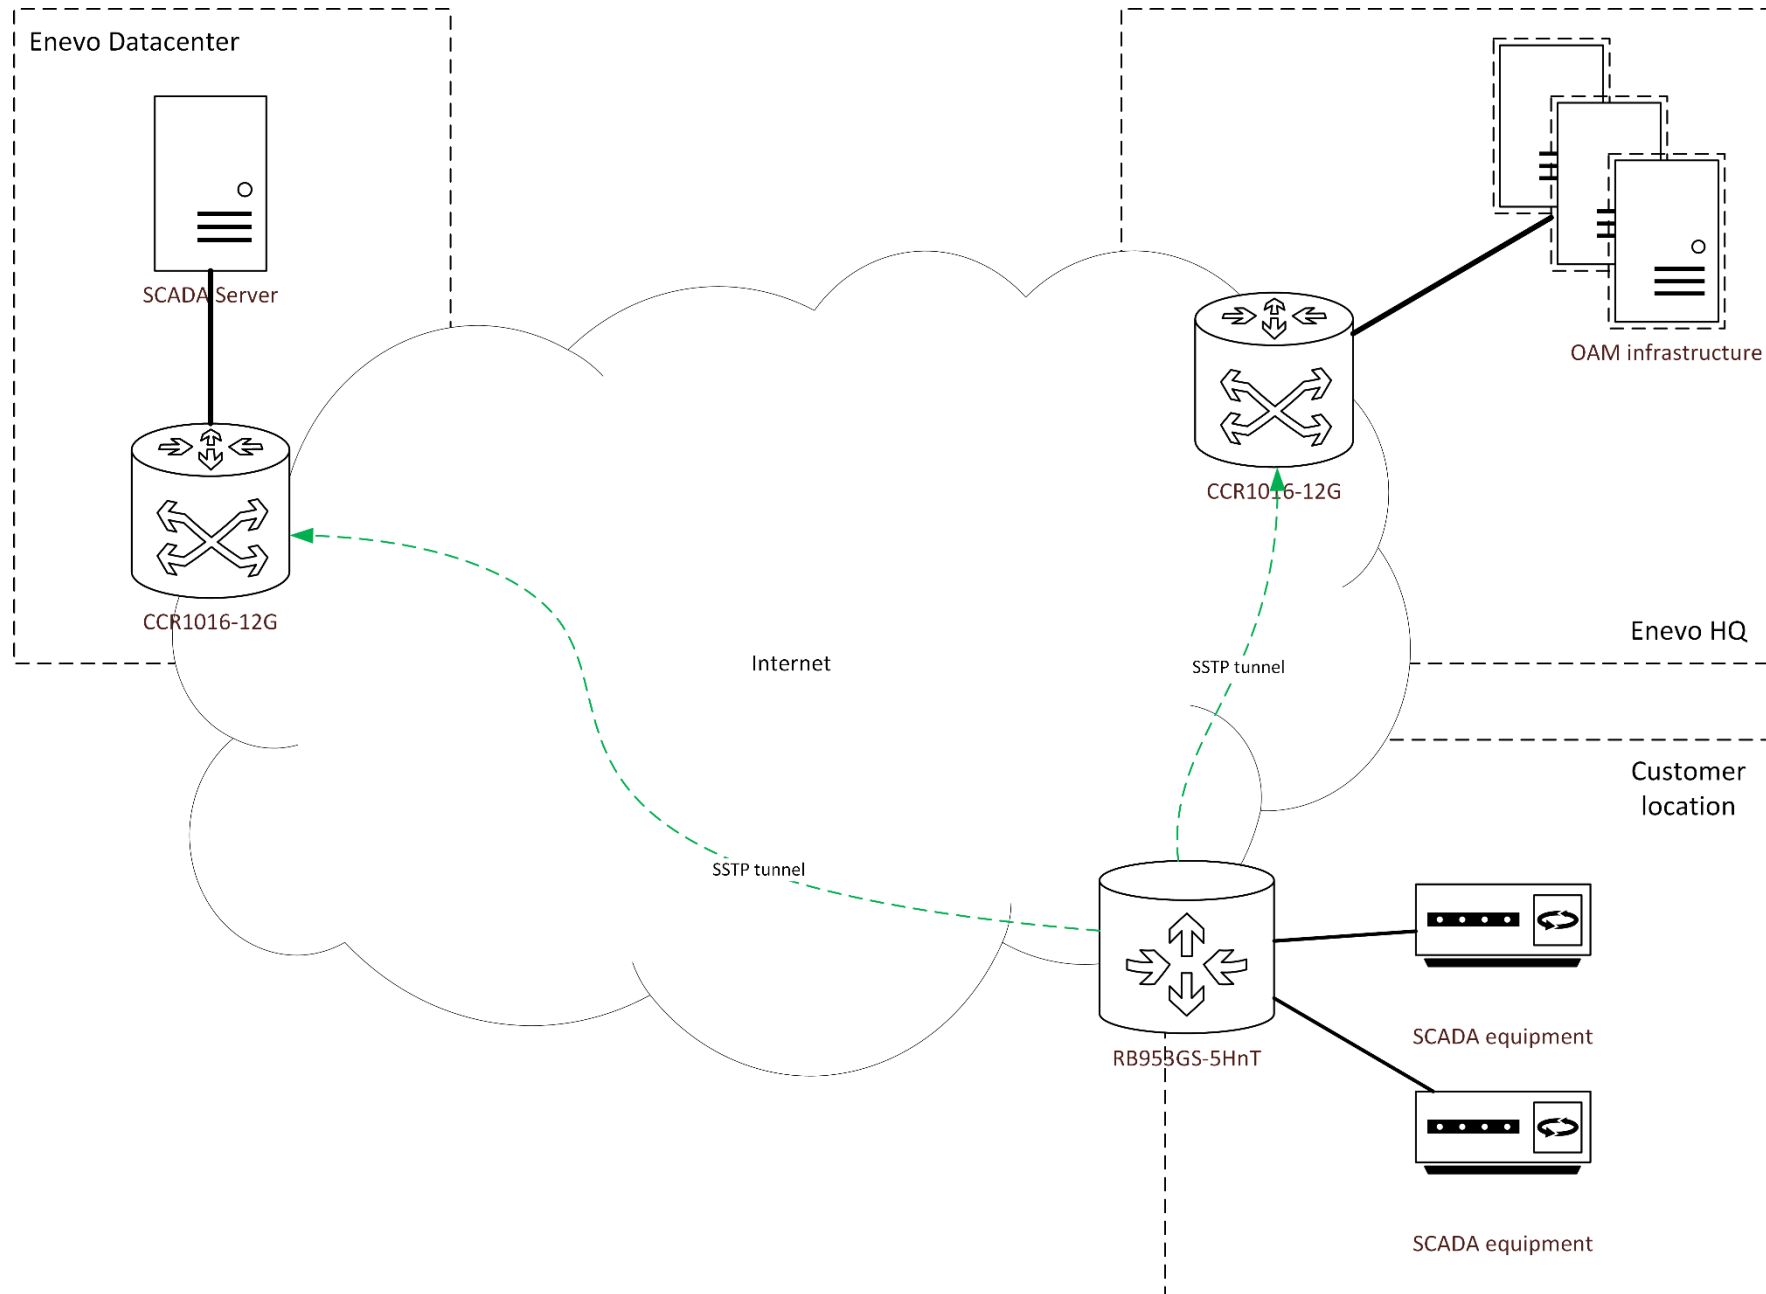 Enevo Datacenter
SCADA Server
CCR1016-12G
OAM infrastructure
CCR1016-12G
Enevo HQ
Internet
SSTP tunnel
SSTP tunnel
Customer
location
RB953GS-5HnT
SCADA equipment
SCADA equipment